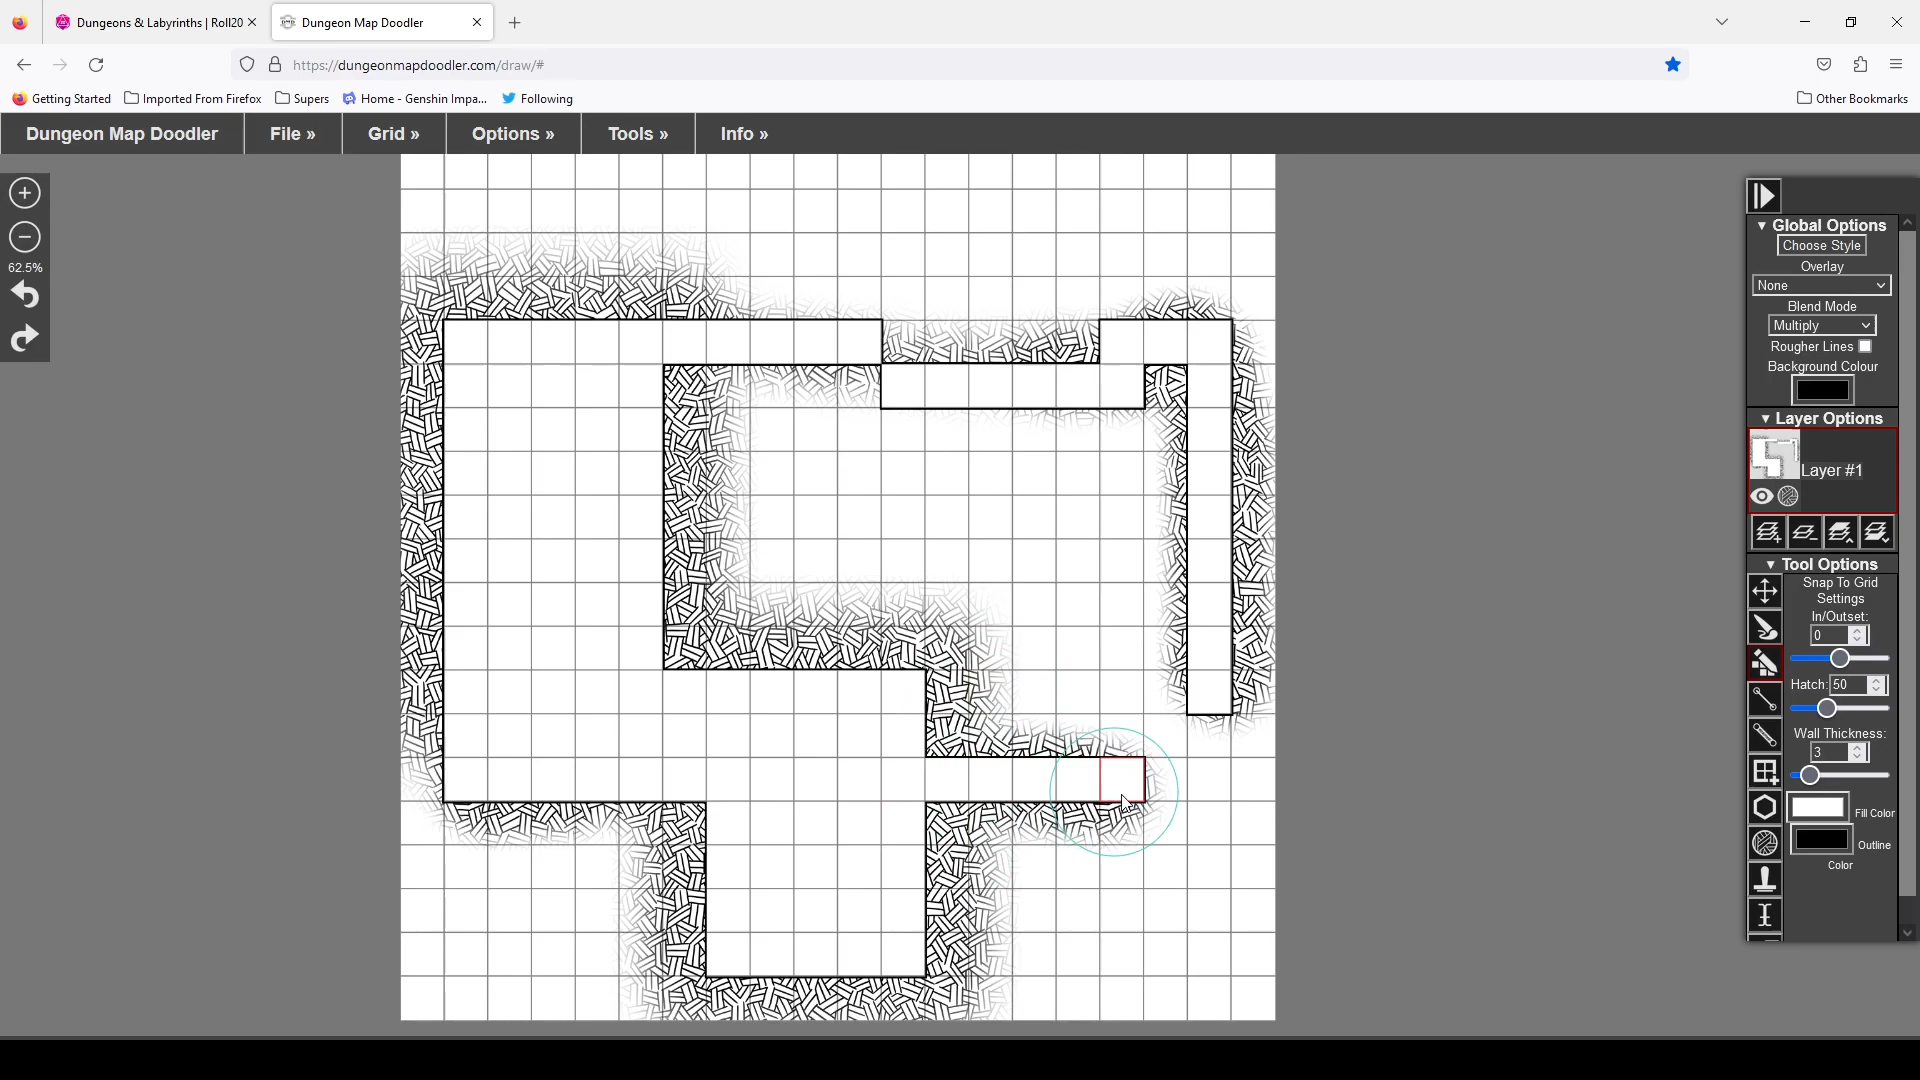 Dungeons & Labyrinths | Roll20
Dungeon Map Doodler
https://dungeonmapdoodler.com/draw/#
Getting Started
Imported From Firefox
Supers
Home - Genshin Impa...
Following
Other Bookmarks
Dungeon Map Doodler
File »
Grid »
Options »
Tools »
Info »
62.5%
▼ Global Options
Choose Style
Overlay
None
Blend Mode
Multiply
Rougher Lines
Background Colour
▼ Layer Options
Layer #1
▼ Tool Options
Snap To Grid
Settings
In/Outset:
0
Hatch: 50
Wall Thickness:
3
Fill Color
Outline
Color